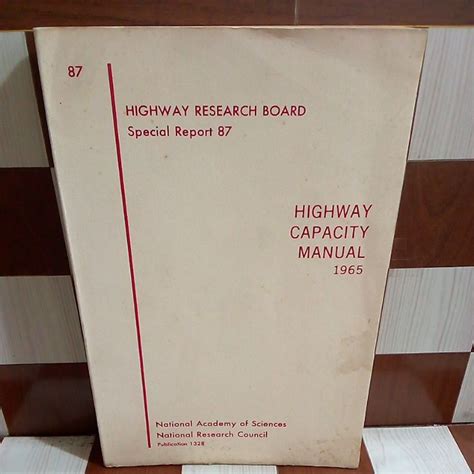 87
HIGHWAY RESEARCH BOARD
Special Report 87
HIGHWAY
CAPACITY
MANUAL
1965
National Academy of Sciences
National Research Council
Publication 1328